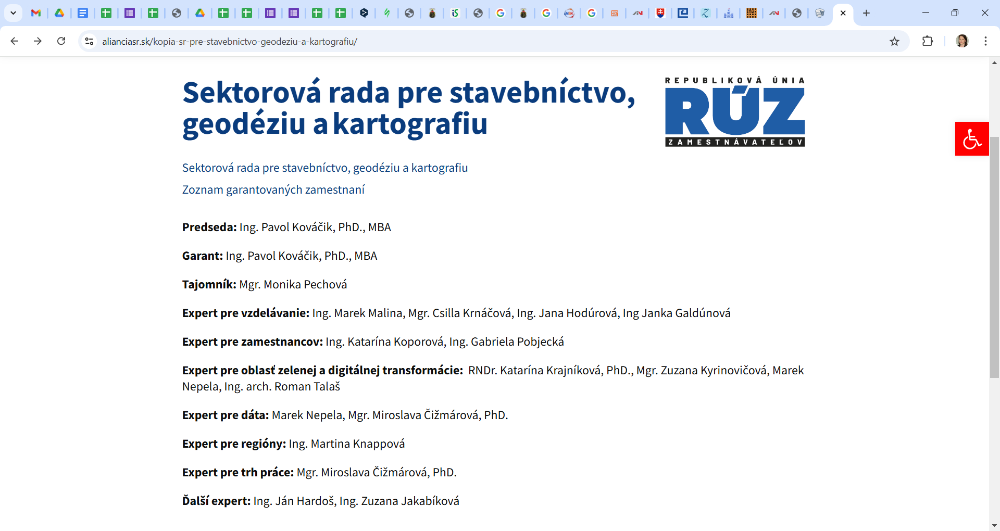 alianciasr.sk/kopia-sr-pre-stavebnictvo-geodeziu-a-kartografiu/
Sektorová rada pre stavebníctvo,
geodéziu a kartografiu
REPUBLIKOVÁ ÚNIA
RÚZ
ZAMESTNÁVATEĽOV
Sektorová rada pre stavebníctvo, geodéziu a kartografiu
Zoznam garantovaných zamestnaní
Predseda: Ing. Pavol Kováčik, PhD., MBA
Garant: Ing. Pavol Kováčik, PhD., MBA
Tajomník: Mgr. Monika Pechová
Expert pre vzdelávanie: Ing. Marek Malina, Mgr. Csilla Krnáčová, Ing. Jana Hodúrová, Ing Janka Galdúnová
Expert pre zamestnancov: Ing. Katarína Koporová, Ing. Gabriela Pobjecká
Expert pre oblasť zelenej a digitálnej transformácie:  RNDr. Katarína Krajníková, PhD., Mgr. Zuzana Kyrinovičová, Marek
Nepela, Ing. arch. Roman Talaš
Expert pre dáta: Marek Nepela, Mgr. Miroslava Čižmárová, PhD.
Expert pre regióny: Ing. Martina Knappová
Expert pre trh práce: Mgr. Miroslava Čižmárová, PhD.
Ďalší expert: Ing. Ján Hardoš, Ing. Zuzana Jakabíková